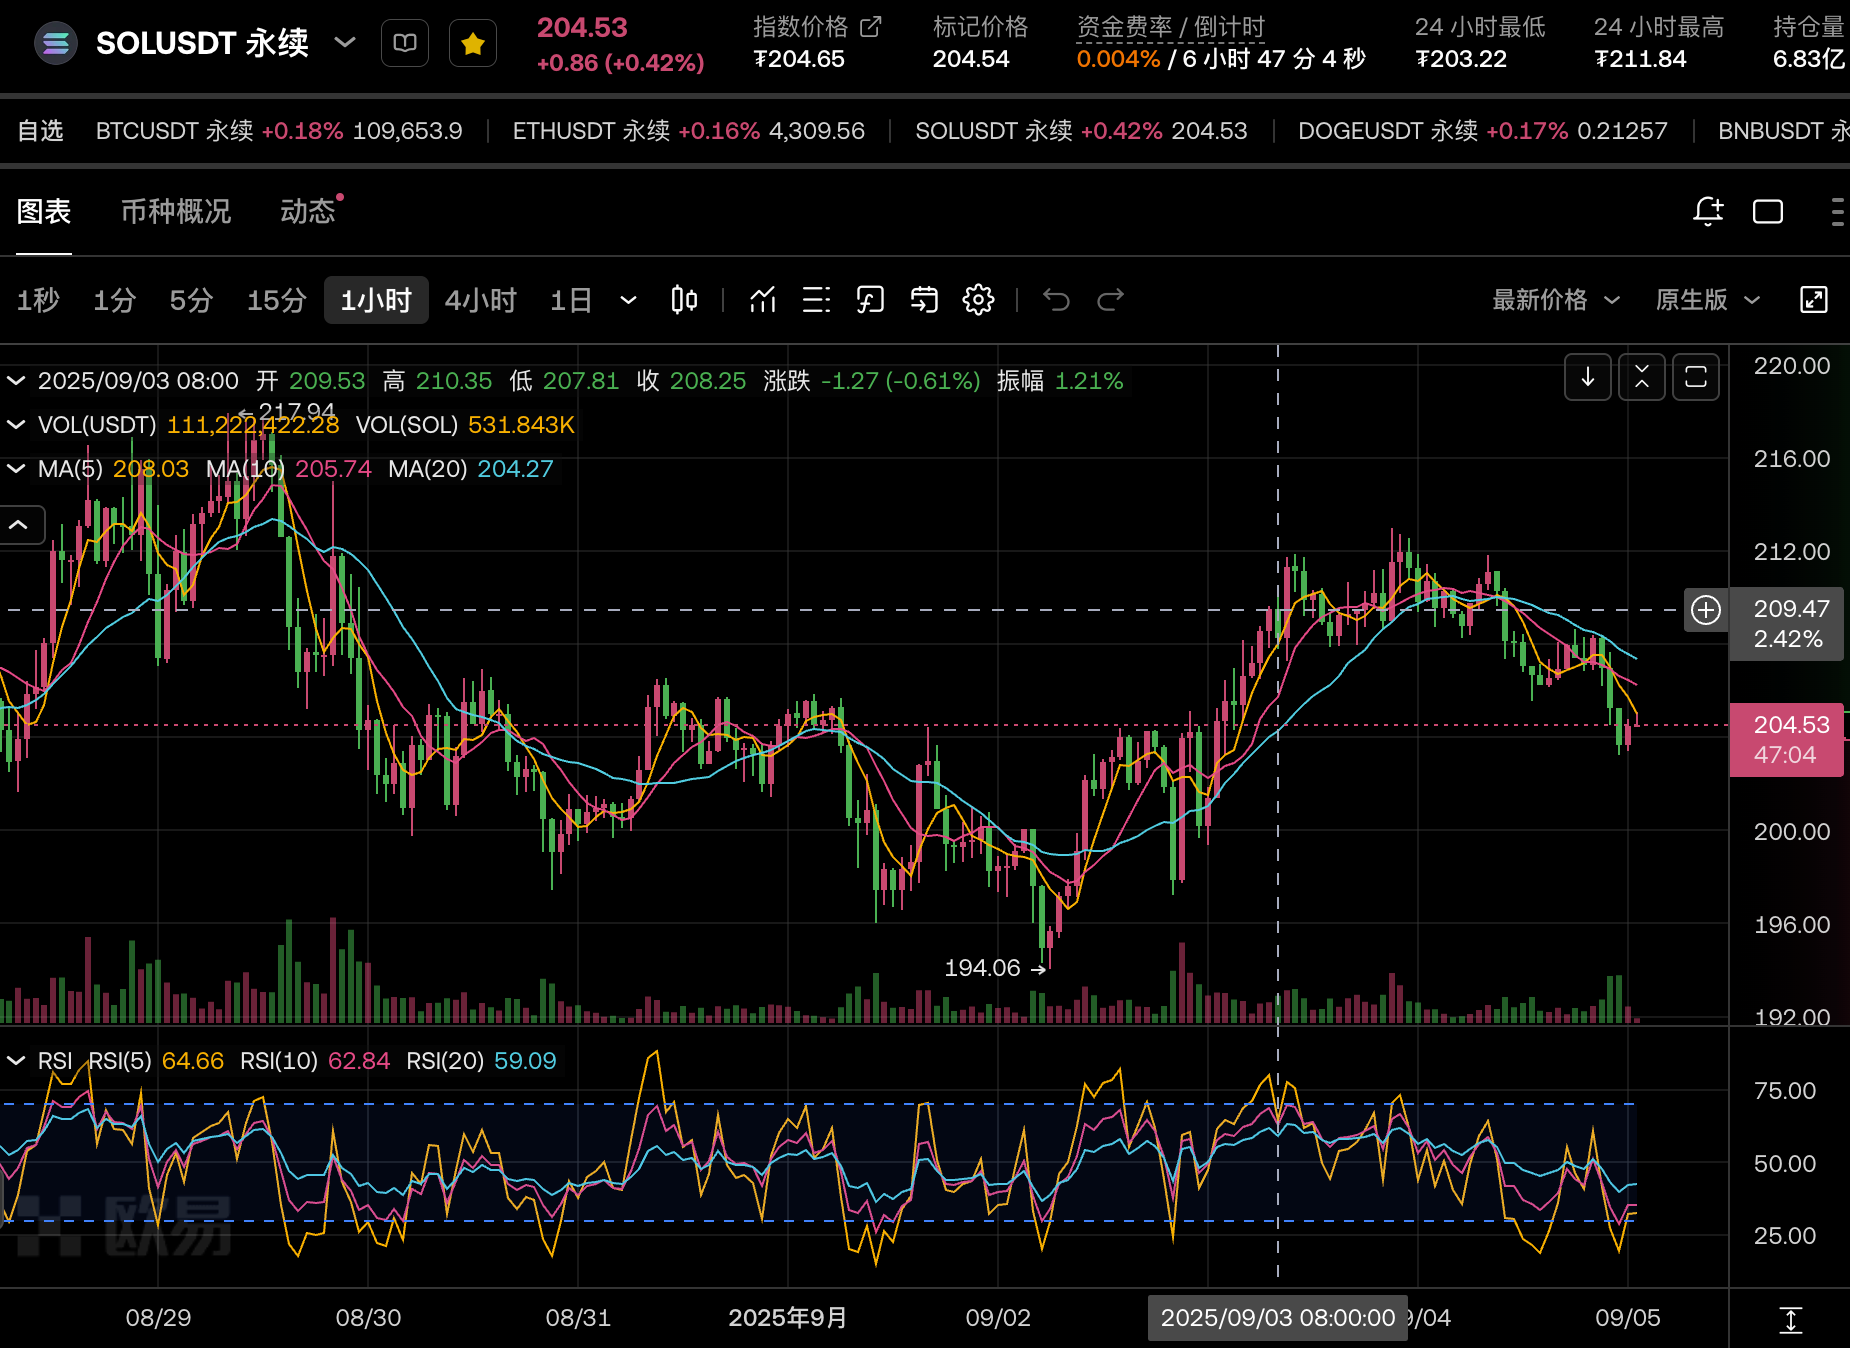 SOLUSDT 永续
204.53
+0.86 (+0.42%)
指数价格
₮204.65
标记价格
204.54
资金费率 / 倒计时
0.004% / 6 小时 47 分 4 秒
24 小时最低
₮203.22
24 小时最高
₮211.84
持仓量
6.83亿
自选 BTCUSDT 永续 +0.18% 109,653.9 ETHUSDT 永续 +0.16% 4,309.56 SOLUSDT 永续 +0.42% 204.53 DOGEUSDT 永续 +0.17% 0.21257 BNBUSDT 永
图表 币种概况 动态
1秒 1分 5分 15分 1小时 4小时 1日 最新价格 原生版
2025/09/03 08:00 开 209.53 高 210.35 低 207.81 收 208.25 涨跌 -1.27 (-0.61%) 振幅 1.21%
217.94
VOL(USDT) 111,222,422.28 VOL(SOL) 531.843K
MA(5) 208.03 MA(10) 205.74 MA(20) 204.27
220.00
216.00
212.00
209.47
2.42%
204.53
47:04
200.00
196.00
194.06
192.00
RSI RSI(5) 64.66 RSI(10) 62.84 RSI(20) 59.09
75.00
50.00
25.00
欧易
08/29 08/30 08/31 2025年9月 09/02 2025/09/03 08:00:00 9/04 09/05